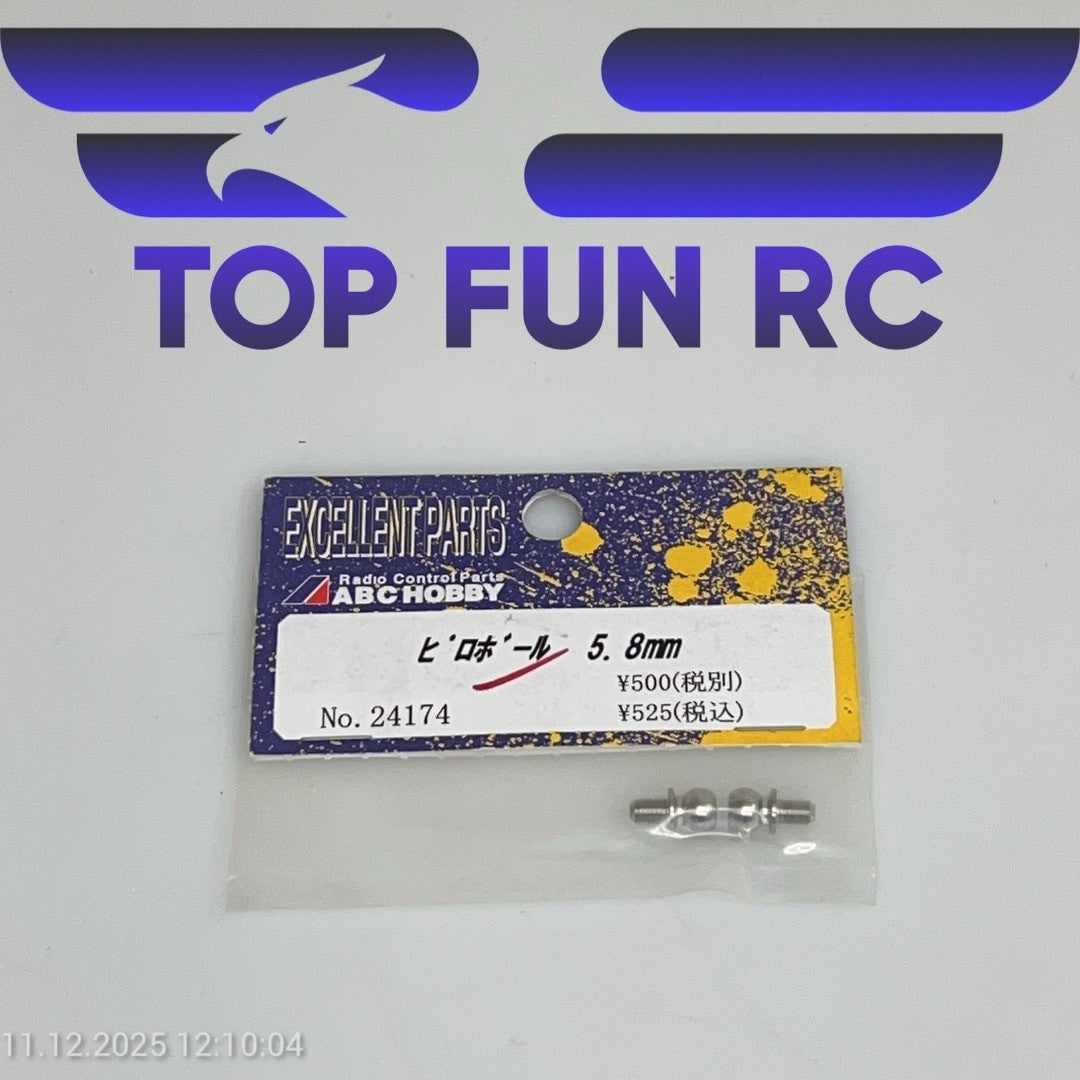 TOP FUN RC
EXCELLENT PARTS
Radio Control Parts
ABC HOBBY
ﾋﾟﾛﾎﾞｰﾙ 5.8mm
¥500(税別)
No.24174
¥525(税込)
11.12.2025 12:10:04